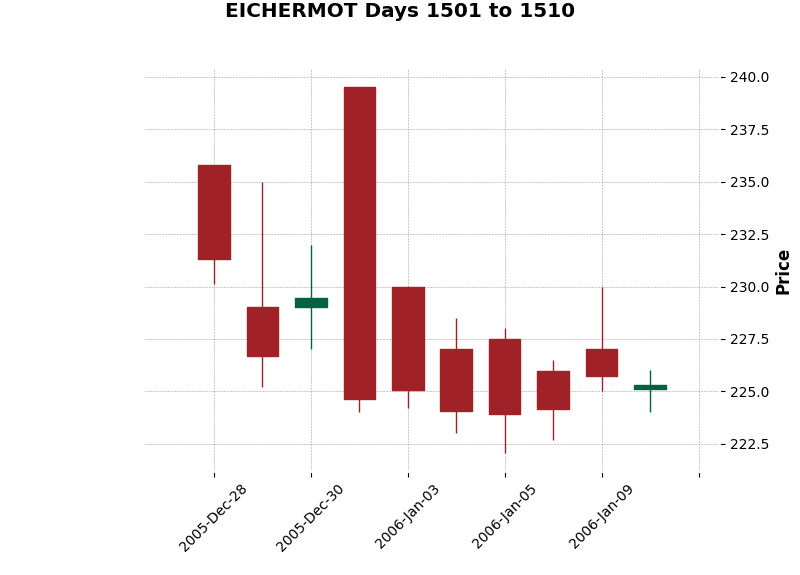 EICHERMOT Days 1501 to 1510
240.0
237.5
235.0
232.5
230.0
227.5
225.0
222.5
Price
2005-Dec-28
2005-Dec-30
2006-Jan-03
2006-Jan-05
2006-Jan-09